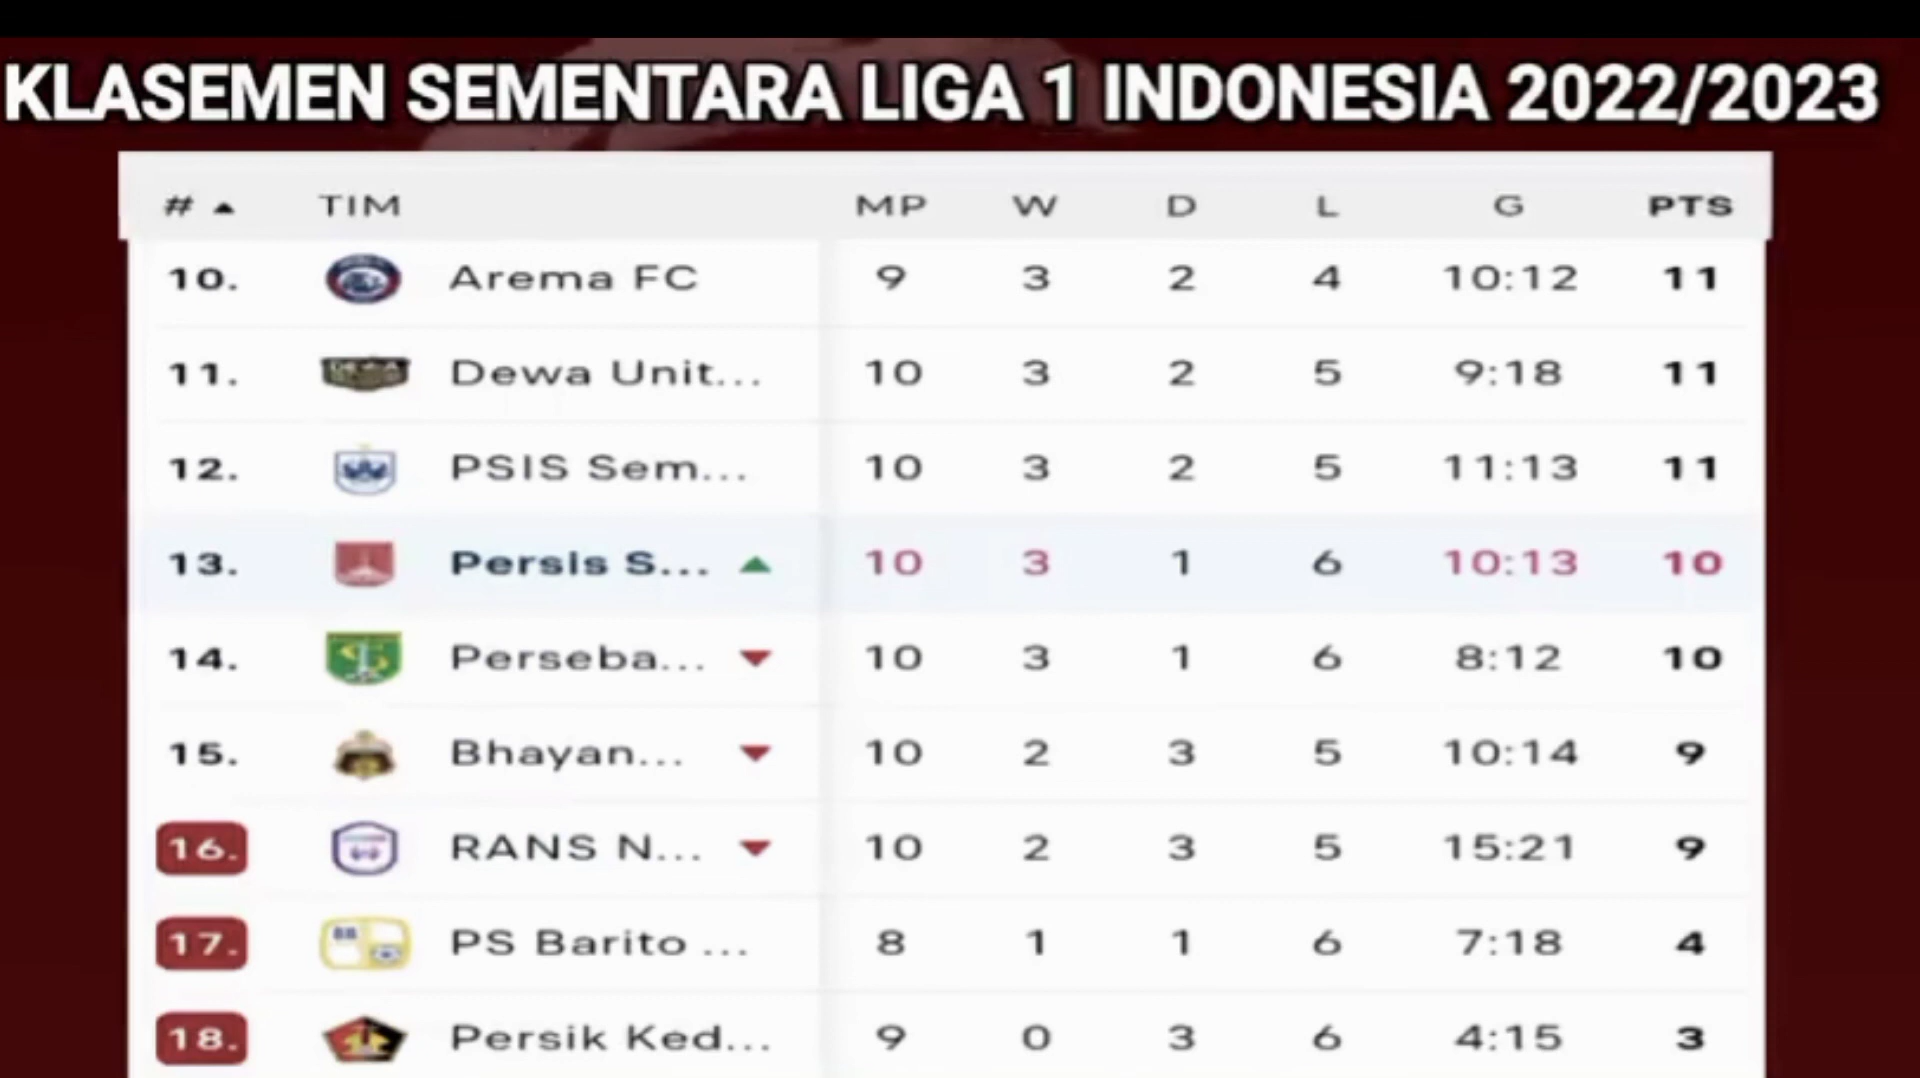 KLASEMEN SEMENTARA LIGA 1 INDONESIA 2022/2023
# TIM MP W D L G PTS
10. Arema FC 9 3 2 4 10:12 11
11. Dewa Unit... 10 3 2 5 9:18 11
12. PSIS Sem... 10 3 2 5 11:13 11
13. Persis S... 10 3 1 6 10:13 10
14. Perseba... 10 3 1 6 8:12 10
15. Bhayan... 10 2 3 5 10:14 9
16. RANS N... 10 2 3 5 15:21 9
17. PS Barito ... 8 1 1 6 7:18 4
18. Persik Ked... 9 0 3 6 4:15 3